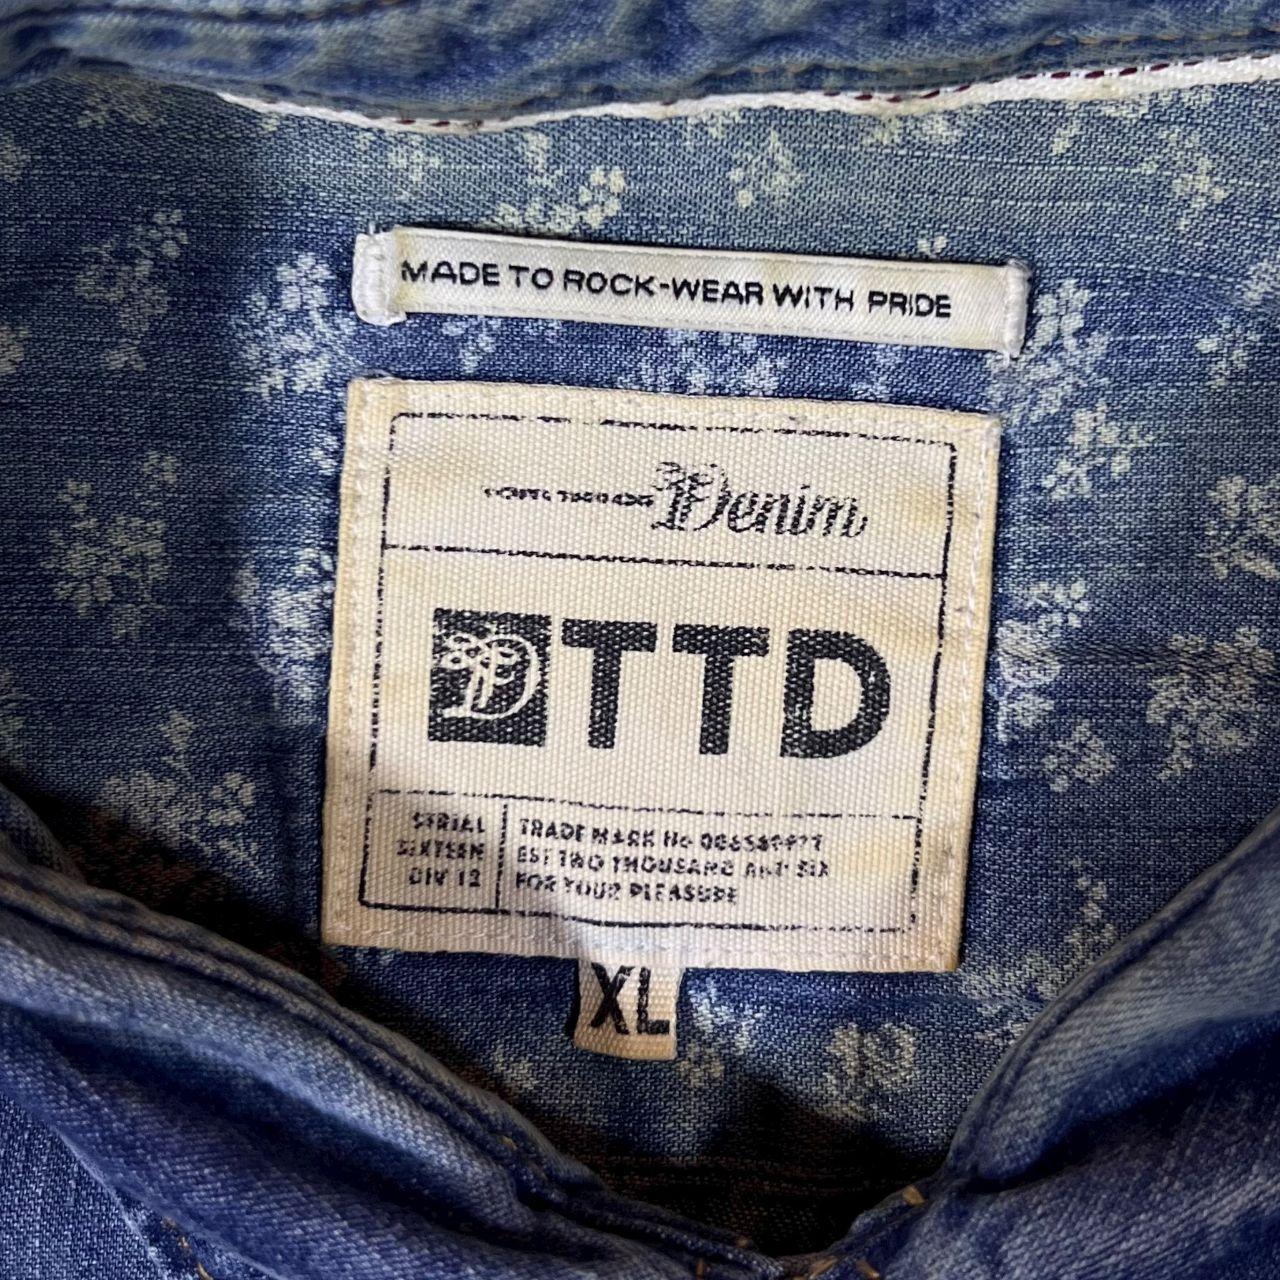 MADE TO ROCK-WEAR WITH PRIDE
Denim
TTD
SERIAL
SIXTEEN
DIV 12
TRADE MARK No
EST TWO THOUSAND AND SIX
FOR YOUR PLEASURE
XL